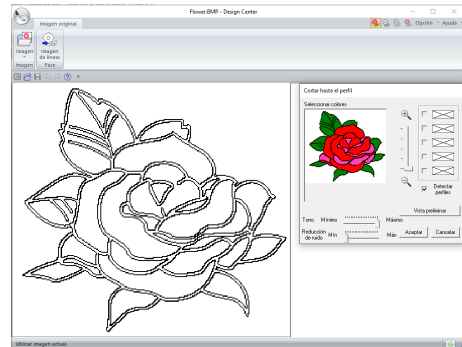 Flower.BMP - Design Center
Imagen original
Opción
Ayuda
Imagen
Imagen de líneas
Imagen
Fase
Cortar hasta el perfil
Seleccionar colores
Detectar perfiles
Vista preliminar
Tono Mínimo Máximo
Reducción de ruido Mín Máx Aceptar Cancelar
Utilizar imagen actual